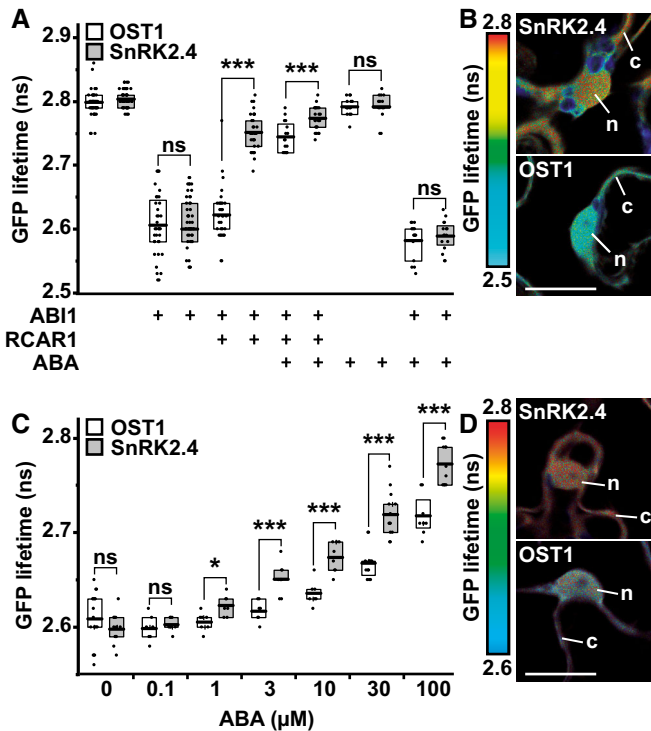 A
OST1
SnRK2.4
GFP lifetime (ns)
2.8
2.7
2.6
2.5
ns
***
***
ns
ns
ABI1 + + + + + + + +
RCAR1 + + + +
ABA + + + + + +
B
2.8
GFP lifetime (ns)
2.5
SnRK2.4
c
n
OST1
c
n
C
OST1
SnRK2.4
GFP lifetime (ns)
2.8
2.7
2.6
ns
ns
*
***
***
***
***
0 0.1 1 3 10 30 100
ABA (µM)
D
2.8
GFP lifetime (ns)
2.6
SnRK2.4
n
c
OST1
n
c